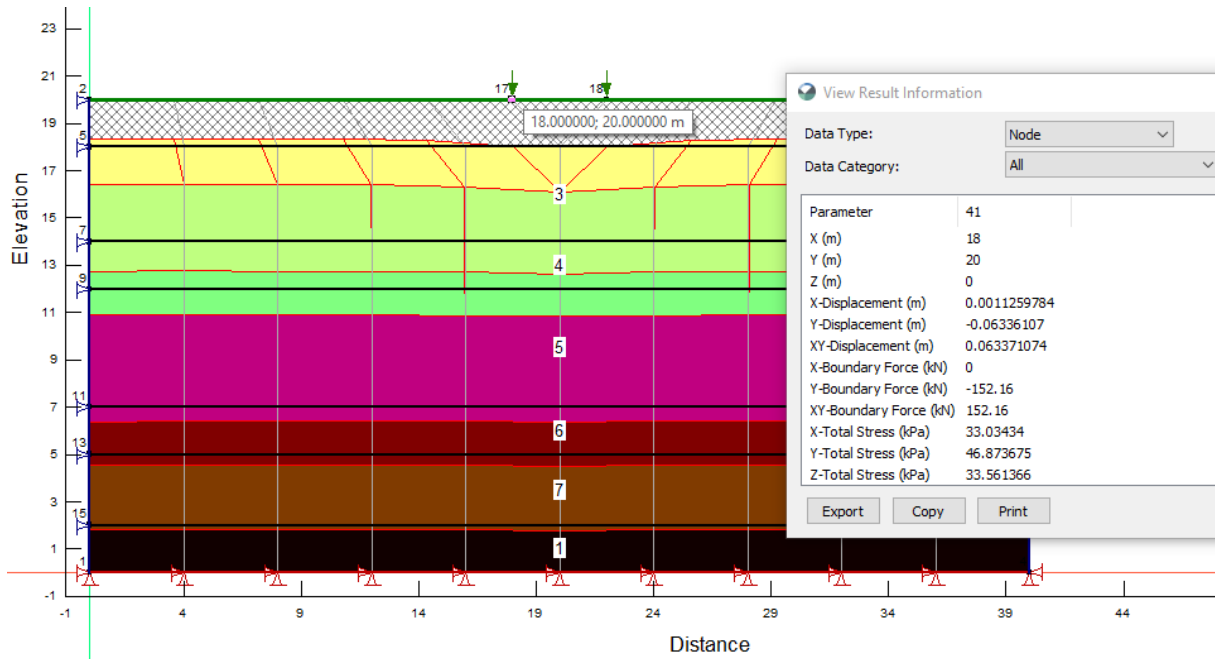 View Result Information
Data Type: Node
Data Category: All
Parameter 41
X (m) 18
Y (m) 20
Z (m) 0
X-Displacement (m) 0.0011259784
Y-Displacement (m) -0.06336107
XY-Displacement (m) 0.063371074
X-Boundary Force (kN) 0
Y-Boundary Force (kN) -152.16
XY-Boundary Force (kN) 152.16
X-Total Stress (kPa) 33.03434
Y-Total Stress (kPa) 46.873675
Z-Total Stress (kPa) 33.561366
Export Copy Print
18.000000; 20.000000 m
Elevation
23
21
19
17
15
13
11
9
7
5
3
1
-1
2
5
7
9
11
13
15
1
17
18
3
4
5
6
7
1
-1 4 9 14 19 24 29 34 39 44
Distance